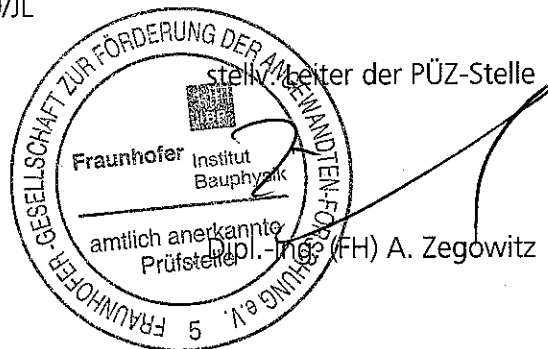 /JL
stellv. Leiter der PÜZ-Stelle
FRAUNHOFER-GESELLSCHAFT ZUR FÖRDERUNG DER ANGEWANDTEN-FORSCHUNG e.V.
Fraunhofer Institut
Bauphysik
amtlich anerkannte
Prüfstelle
Dipl.-Ing. (FH) A. Zegowitz
5